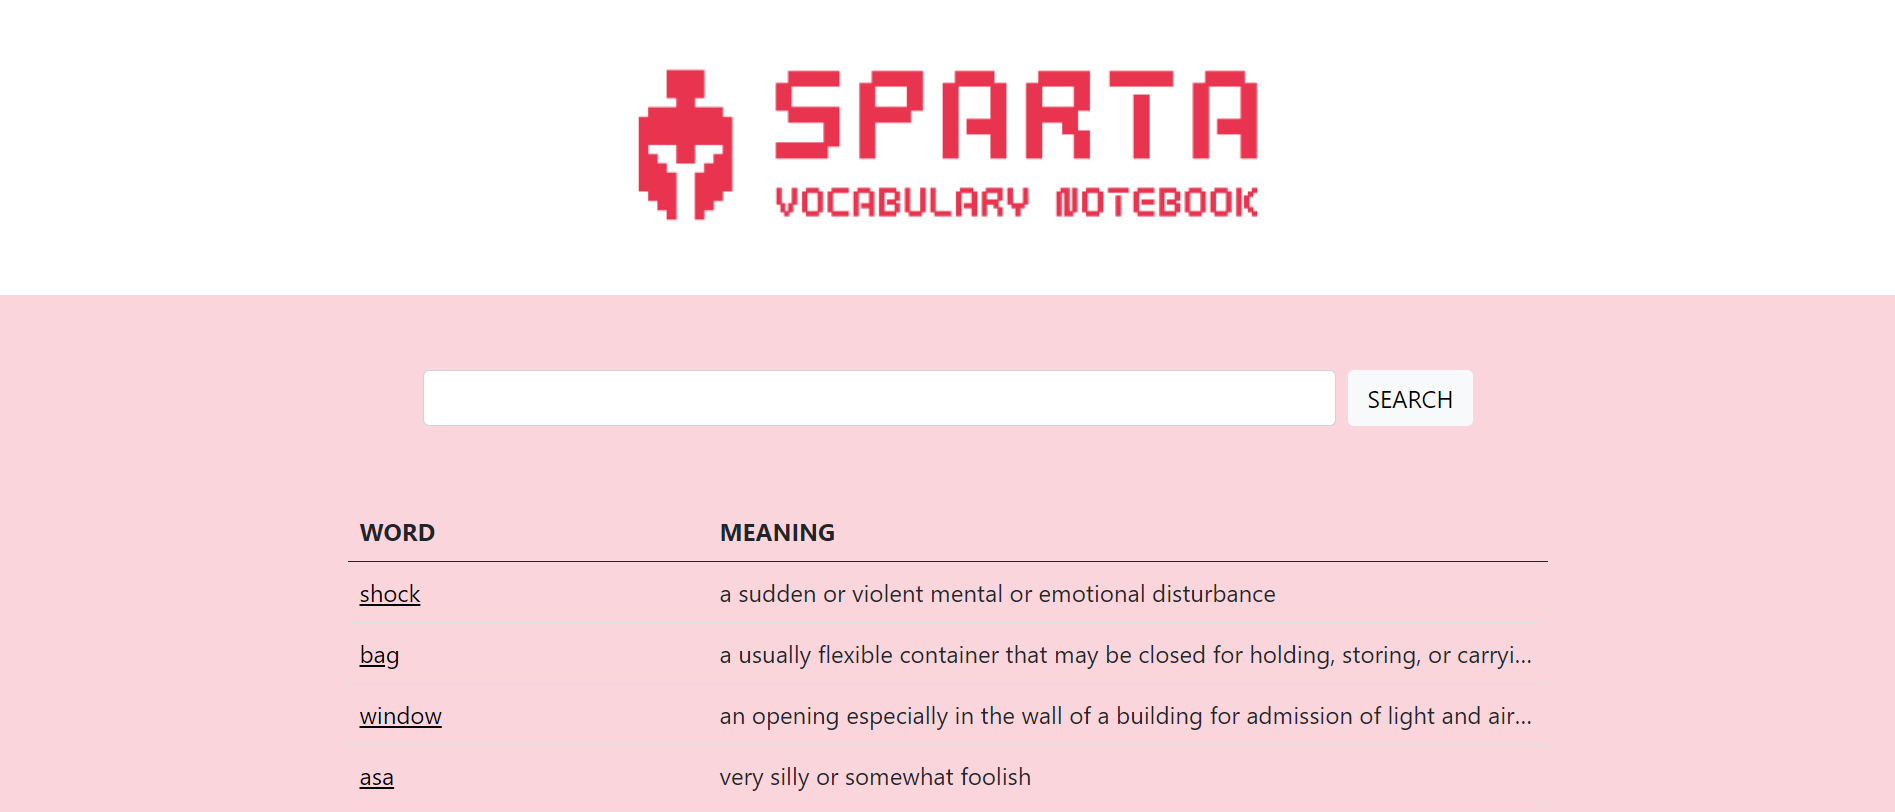 SPARTA
VOCABULARY NOTEBOOK
SEARCH
WORD MEANING
shock a sudden or violent mental or emotional disturbance
bag a usually flexible container that may be closed for holding, storing, or carryi...
window an opening especially in the wall of a building for admission of light and air...
asa very silly or somewhat foolish